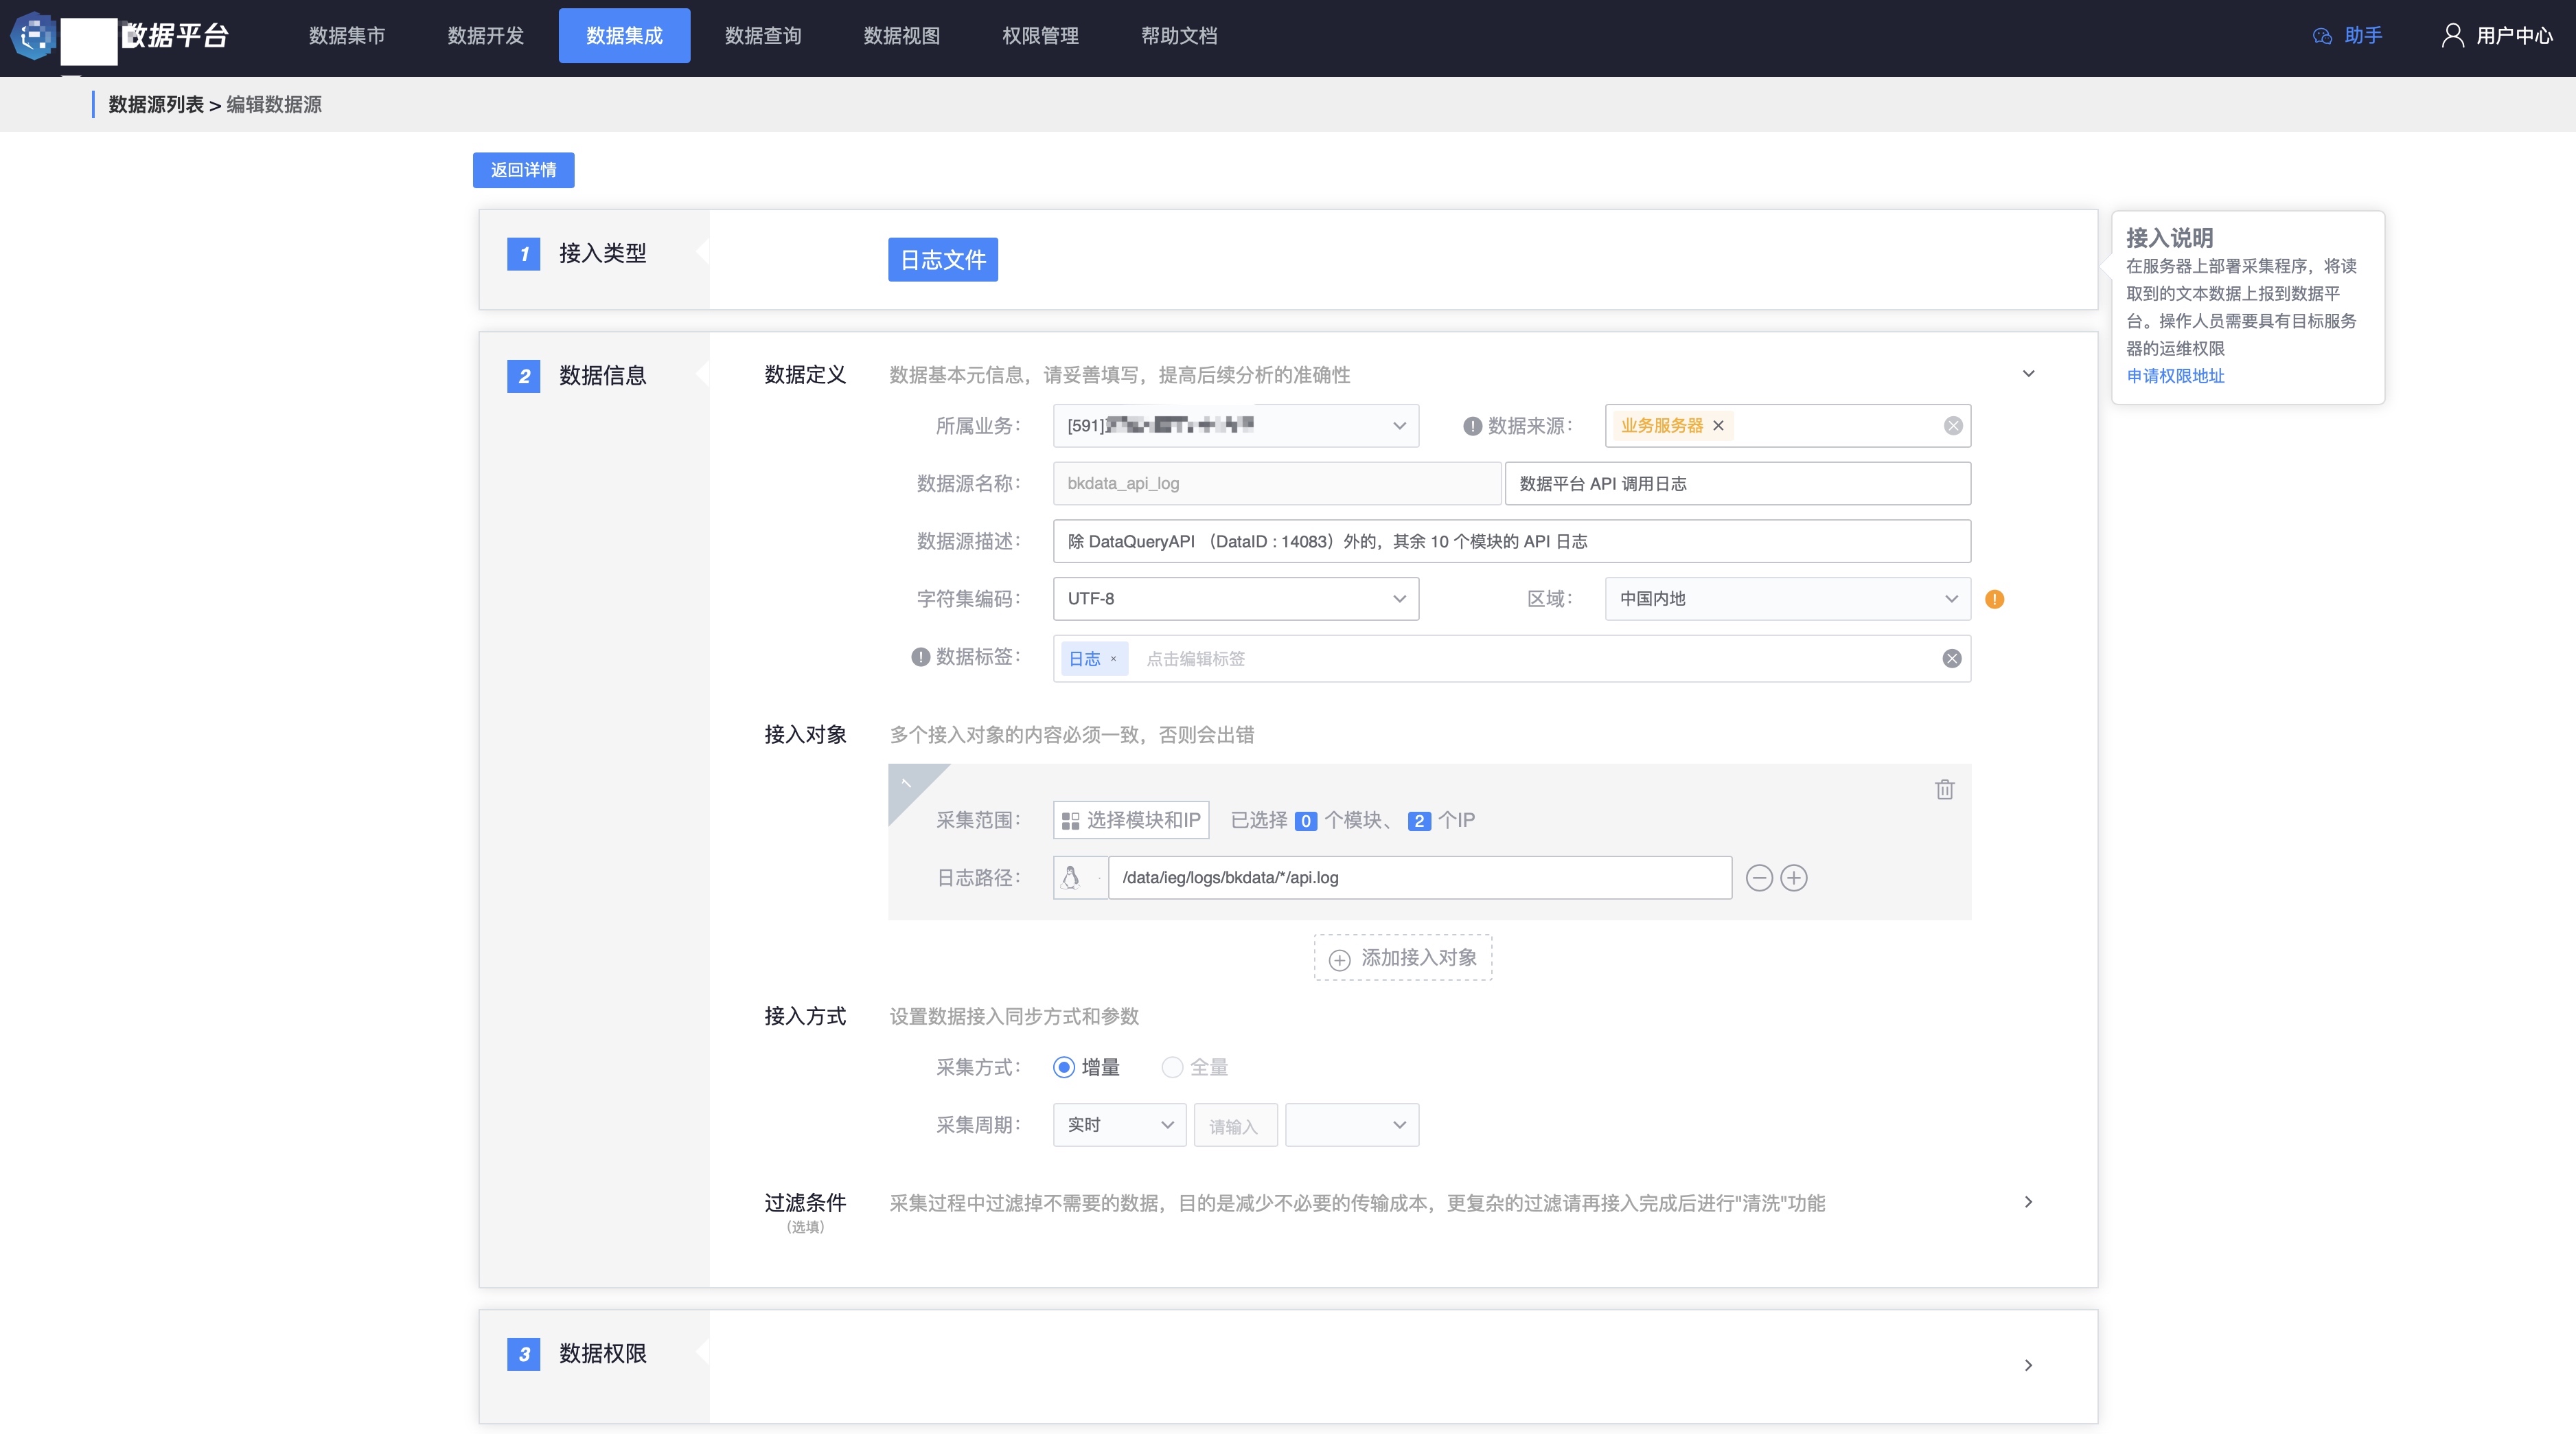 数据平台
数据集市 数据开发 数据集成 数据查询 数据视图 权限管理 帮助文档 助手 用户中心
数据源列表 > 编辑数据源
返回详情
1 接入类型
日志文件
接入说明
在服务器上部署采集程序，将读
取到的文本数据上报到数据平
台。操作人员需要具有目标服务
器的运维权限
申请权限地址
2 数据信息
数据定义 数据基本元信息，请妥善填写，提高后续分析的准确性
所属业务： [591] 数据来源： 业务服务器 ×
数据源名称： bkdata_api_log 数据平台 API 调用日志
数据源描述： 除 DataQueryAPI （DataID : 14083）外的，其余 10 个模块的 API 日志
字符集编码： UTF-8 区域： 中国内地
数据标签： 日志 × 点击编辑标签
接入对象 多个接入对象的内容必须一致，否则会出错
1
采集范围： 选择模块和IP 已选择 0 个模块、 2 个IP
日志路径： /data/ieg/logs/bkdata/*/api.log
添加接入对象
接入方式 设置数据接入同步方式和参数
采集方式： 增量 全量
采集周期： 实时 请输入
过滤条件 采集过程中过滤掉不需要的数据，目的是减少不必要的传输成本，更复杂的过滤请再接入完成后进行"清洗"功能
（选填）
3 数据权限